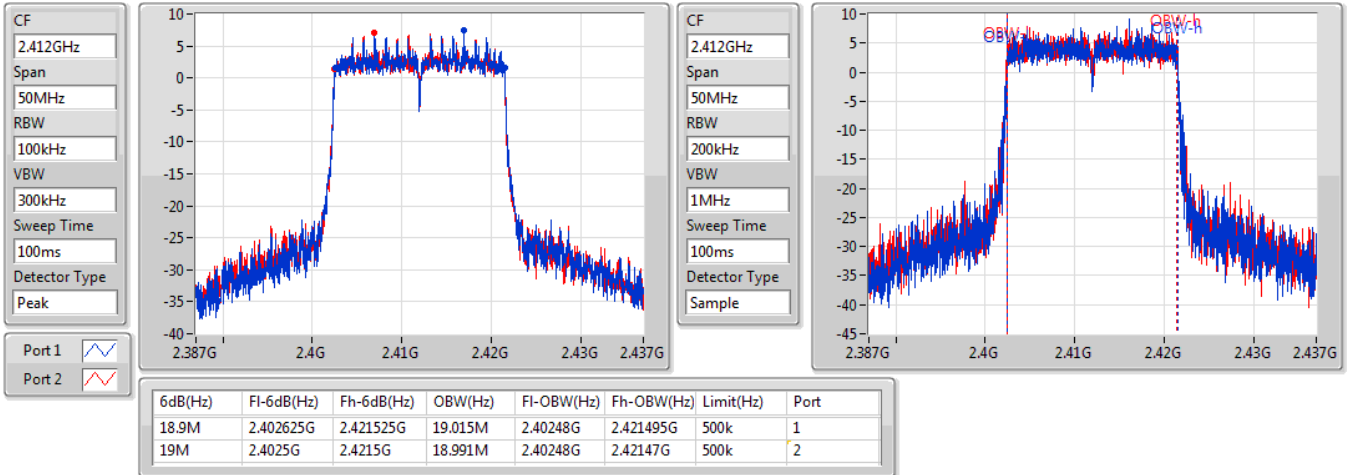 CF
2.412GHz
Span
50MHz
RBW
100kHz
VBW
300kHz
Sweep Time
100ms
Detector Type
Peak
Port 1
Port 2
10
5
0
-5
-10
-15
-20
-25
-30
-35
-40
2.387G 2.4G 2.41G 2.42G 2.43G 2.437G
CF
2.412GHz
Span
50MHz
RBW
200kHz
VBW
1MHz
Sweep Time
100ms
Detector Type
Sample
10
5
0
-5
-10
-15
-20
-25
-30
-35
-40
-45
OBW-h
OBW-h
2.387G 2.4G 2.41G 2.42G 2.43G 2.437G
6dB(Hz) Fl-6dB(Hz) Fh-6dB(Hz) OBW(Hz) Fl-OBW(Hz) Fh-OBW(Hz) Limit(Hz) Port
18.9M 2.402625G 2.421525G 19.015M 2.40248G 2.421495G 500k 1
19M 2.4025G 2.4215G 18.991M 2.40248G 2.42147G 500k 2